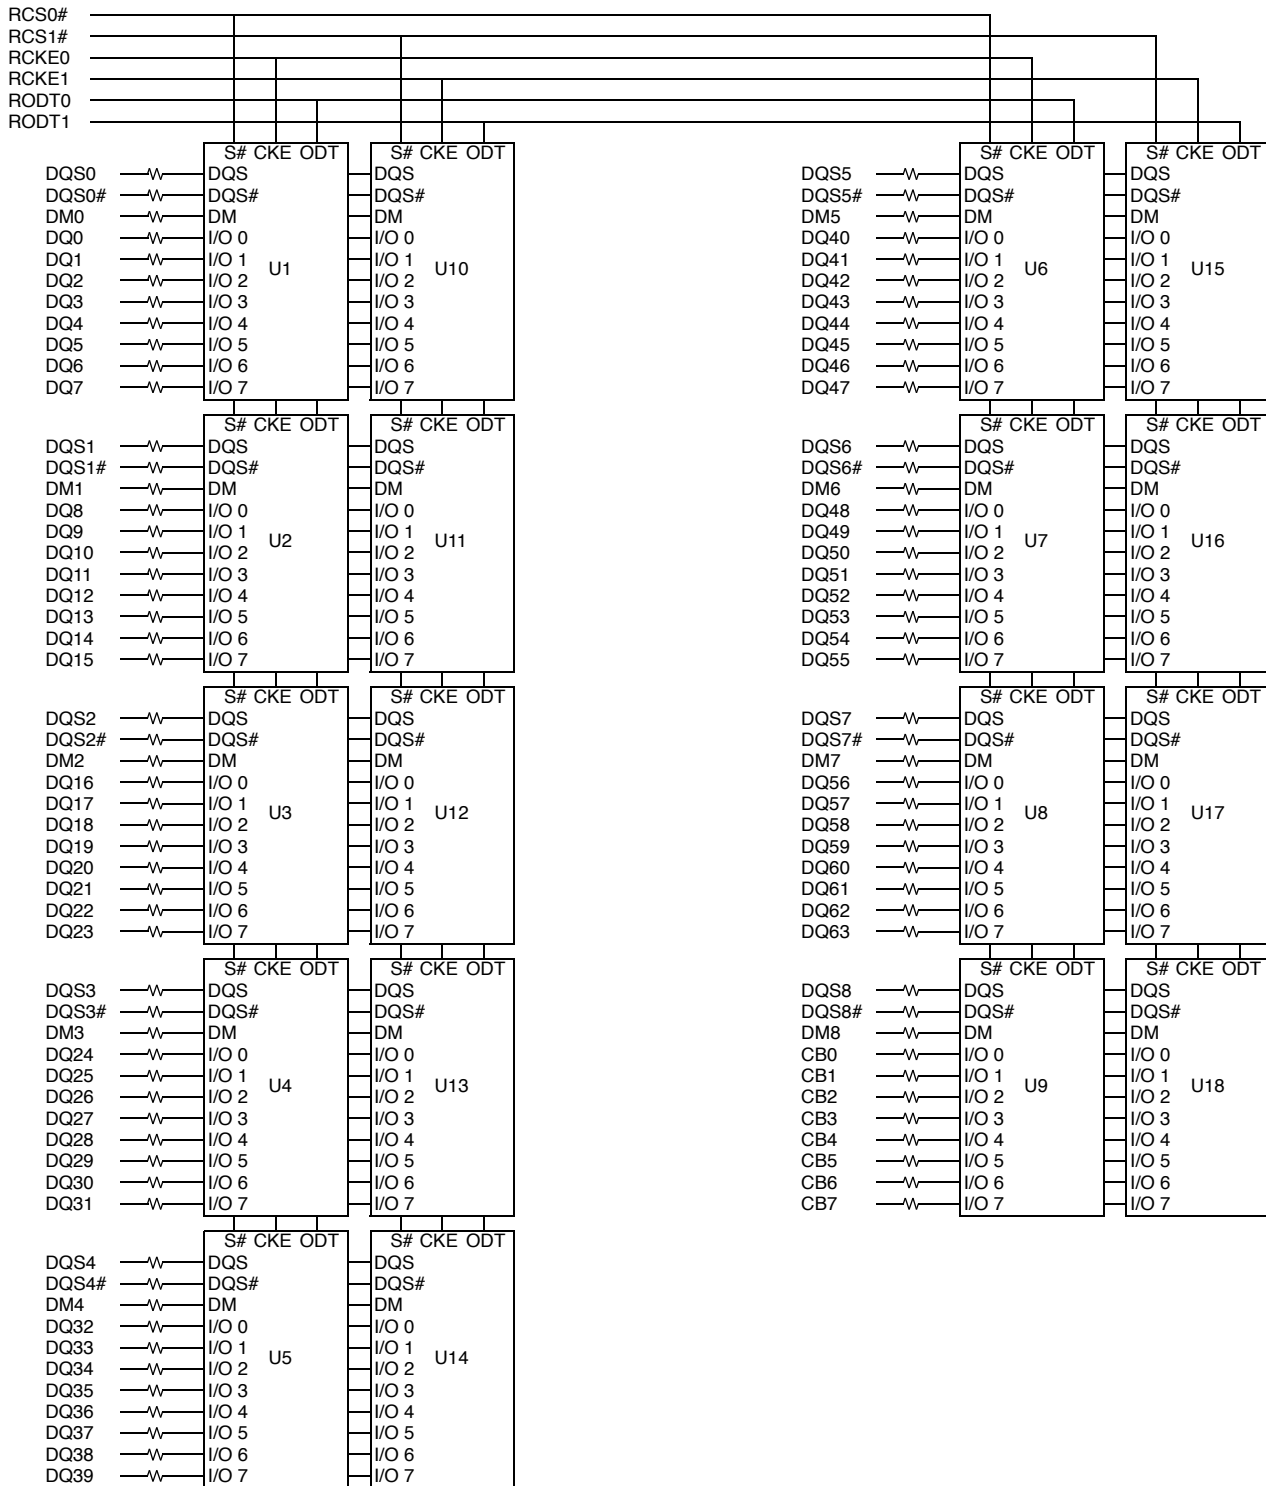 RCS0#
RCS1#
RCKE0
RCKE1
RODT0
RODT1
S# CKE ODT S# CKE ODT S# CKE ODT S# CKE ODT
DQS0 DQS DQS DQS5 DQS DQS
DQS0# DQS# DQS# DQS5# DQS# DQS#
DM0 DM DM DM5 DM DM
DQ0 I/O 0 I/O 0 DQ40 I/O 0 I/O 0
DQ1 I/O 1 U1 I/O 1 U10 DQ41 I/O 1 U6 I/O 1 U15
DQ2 I/O 2 I/O 2 DQ42 I/O 2 I/O 2
DQ3 I/O 3 I/O 3 DQ43 I/O 3 I/O 3
DQ4 I/O 4 I/O 4 DQ44 I/O 4 I/O 4
DQ5 I/O 5 I/O 5 DQ45 I/O 5 I/O 5
DQ6 I/O 6 I/O 6 DQ46 I/O 6 I/O 6
DQ7 I/O 7 I/O 7 DQ47 I/O 7 I/O 7
S# CKE ODT S# CKE ODT S# CKE ODT S# CKE ODT
DQS1 DQS DQS DQS6 DQS DQS
DQS1# DQS# DQS# DQS6# DQS# DQS#
DM1 DM DM DM6 DM DM
DQ8 I/O 0 I/O 0 DQ48 I/O 0 I/O 0
DQ9 I/O 1 U2 I/O 1 U11 DQ49 I/O 1 U7 I/O 1 U16
DQ10 I/O 2 I/O 2 DQ50 I/O 2 I/O 2
DQ11 I/O 3 I/O 3 DQ51 I/O 3 I/O 3
DQ12 I/O 4 I/O 4 DQ52 I/O 4 I/O 4
DQ13 I/O 5 I/O 5 DQ53 I/O 5 I/O 5
DQ14 I/O 6 I/O 6 DQ54 I/O 6 I/O 6
DQ15 I/O 7 I/O 7 DQ55 I/O 7 I/O 7
S# CKE ODT S# CKE ODT S# CKE ODT S# CKE ODT
DQS2 DQS DQS DQS7 DQS DQS
DQS2# DQS# DQS# DQS7# DQS# DQS#
DM2 DM DM DM7 DM DM
DQ16 I/O 0 I/O 0 DQ56 I/O 0 I/O 0
DQ17 I/O 1 U3 I/O 1 U12 DQ57 I/O 1 U8 I/O 1 U17
DQ18 I/O 2 I/O 2 DQ58 I/O 2 I/O 2
DQ19 I/O 3 I/O 3 DQ59 I/O 3 I/O 3
DQ20 I/O 4 I/O 4 DQ60 I/O 4 I/O 4
DQ21 I/O 5 I/O 5 DQ61 I/O 5 I/O 5
DQ22 I/O 6 I/O 6 DQ62 I/O 6 I/O 6
DQ23 I/O 7 I/O 7 DQ63 I/O 7 I/O 7
S# CKE ODT S# CKE ODT S# CKE ODT S# CKE ODT
DQS3 DQS DQS DQS8 DQS DQS
DQS3# DQS# DQS# DQS8# DQS# DQS#
DM3 DM DM DM8 DM DM
DQ24 I/O 0 I/O 0 CB0 I/O 0 I/O 0
DQ25 I/O 1 U4 I/O 1 U13 CB1 I/O 1 U9 I/O 1 U18
DQ26 I/O 2 I/O 2 CB2 I/O 2 I/O 2
DQ27 I/O 3 I/O 3 CB3 I/O 3 I/O 3
DQ28 I/O 4 I/O 4 CB4 I/O 4 I/O 4
DQ29 I/O 5 I/O 5 CB5 I/O 5 I/O 5
DQ30 I/O 6 I/O 6 CB6 I/O 6 I/O 6
DQ31 I/O 7 I/O 7 CB7 I/O 7 I/O 7
S# CKE ODT S# CKE ODT
DQS4 DQS DQS
DQS4# DQS# DQS#
DM4 DM DM
DQ32 I/O 0 I/O 0
DQ33 I/O 1 U5 I/O 1 U14
DQ34 I/O 2 I/O 2
DQ35 I/O 3 I/O 3
DQ36 I/O 4 I/O 4
DQ37 I/O 5 I/O 5
DQ38 I/O 6 I/O 6
DQ39 I/O 7 I/O 7